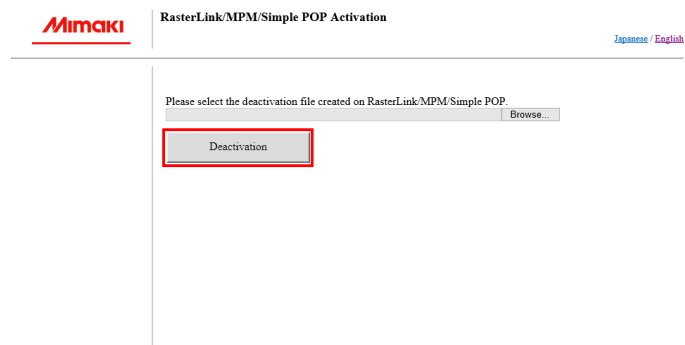 Mimaki
RasterLink/MPM/Simple POP Activation
Japanese / English
Please select the deactivation file created on RasterLink/MPM/Simple POP.
Browse...
Deactivation